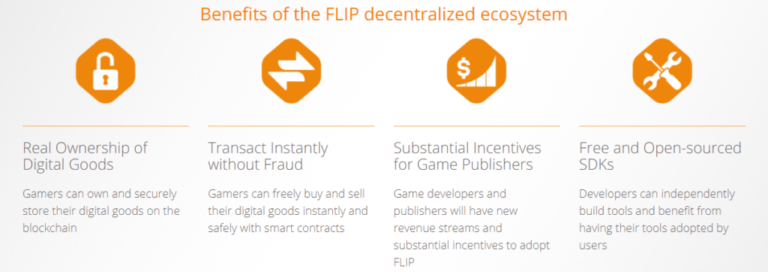 Benefits of the FLIP decentralized ecosystem
$
Real Ownership of
Digital Goods
Gamers can own and securely
store their digital goods on the
blockchain
Transact Instantly
without Fraud
Gamers can freely buy and sell
their digital goods instantly and
safely with smart contracts
Substantial Incentives
for Game Publishers
Game developers and
publishers will have new
revenue streams and
substantial incentives to adopt
FLIP
Free and Open-sourced
SDKs
Developers can independently
build tools and benefit from
having their tools adopted by
users